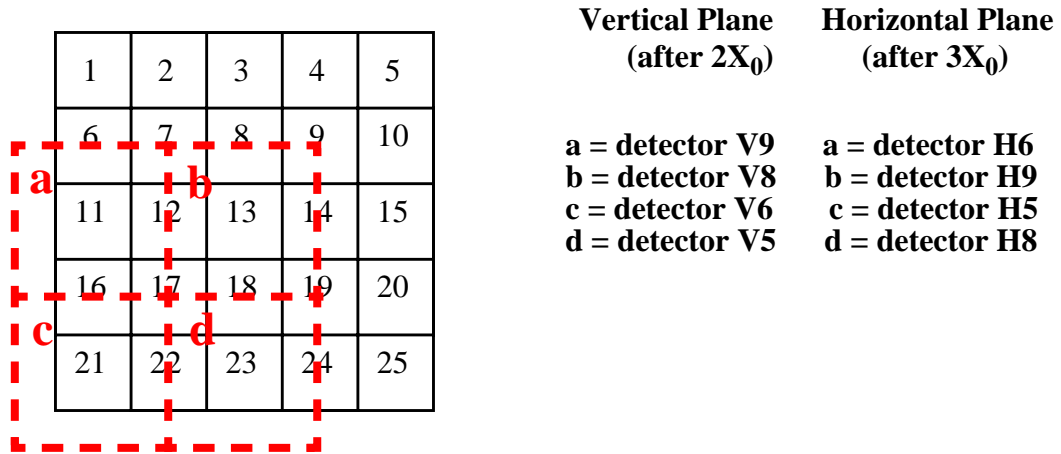 1 2 3 4 5
6 7 8 9 10
a b
11 12 13 14 15
16 17 18 19 20
c d
21 22 23 24 25
Vertical Plane
(after 2X₀)
a = detector V9
b = detector V8
c = detector V6
d = detector V5
Horizontal Plane
(after 3X₀)
a = detector H6
b = detector H9
c = detector H5
d = detector H8